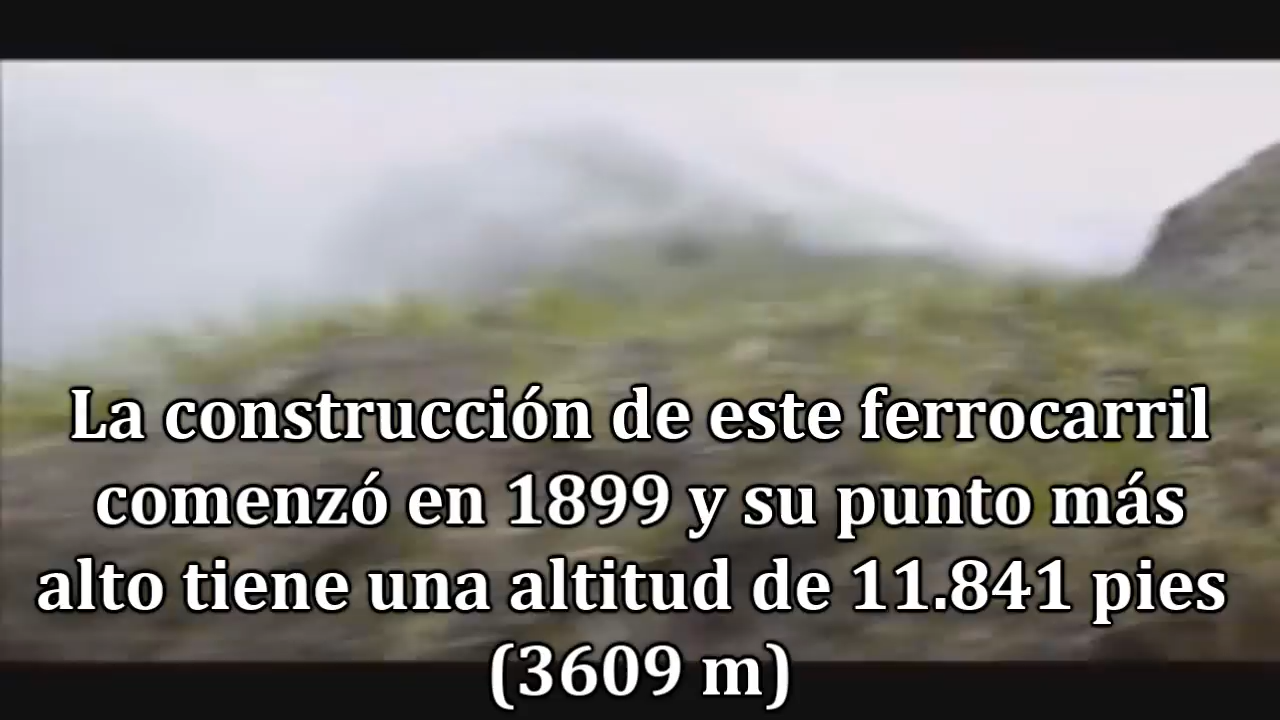 La construcción de este ferrocarril
comenzó en 1899 y su punto más
alto tiene una altitud de 11.841 pies
(3609 m)